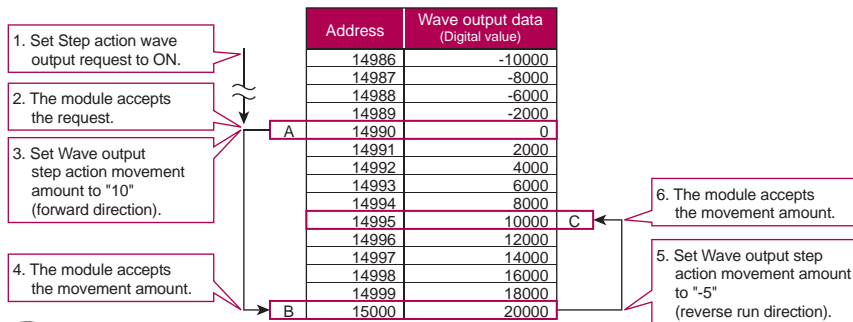 1. Set Step action wave
output request to ON.
2. The module accepts
the request.
3. Set Wave output
step action movement
amount to "10"
(forward direction).
4. The module accepts
the movement amount.
Address Wave output data
(Digital value)
14986 -10000
14987 -8000
14988 -6000
14989 -2000
A 14990 0
14991 2000
14992 4000
14993 6000
14994 8000
14995 10000 C
14996 12000
14997 14000
14998 16000
14999 18000
B 15000 20000
6. The module accepts
the movement amount.
5. Set Wave output step
action movement amount
to "-5"
(reverse run direction).